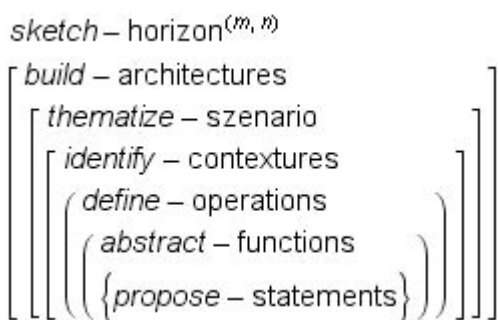 sketch – horizon^(m, n)
build – architectures
thematize – szenario
identify – contextures
define – operations
abstract – functions
{propose – statements}